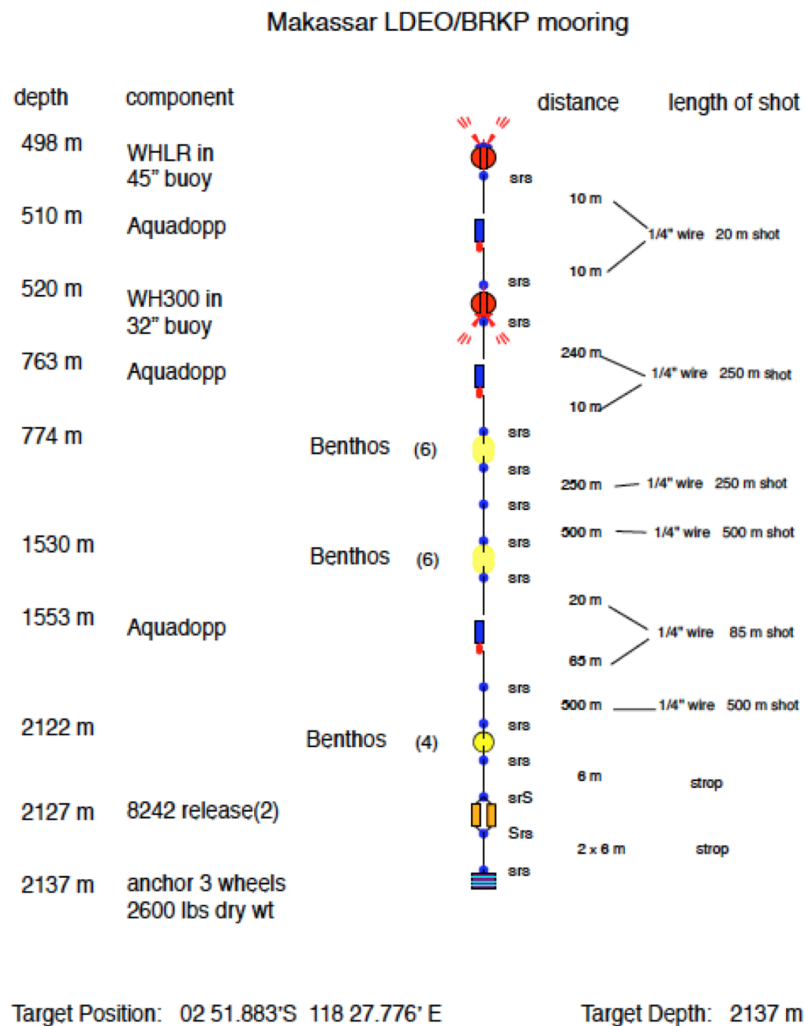 Makassar LDEO/BRKP mooring
depth component distance length of shot
498 m WHLR in
45” buoy
srs
10 m
510 m Aquadopp
1/4" wire 20 m shot
10 m
520 m WH300 in
32” buoy
srs
srs
240 m
763 m Aquadopp
1/4" wire 250 m shot
10 m
774 m
srs
Benthos (6)
srs
250 m 1/4" wire 250 m shot
500 m 1/4" wire 500 m shot
1530 m
srs
Benthos (6)
srs
20 m
1553 m Aquadopp
1/4" wire 85 m shot
65 m
srs
500 m 1/4" wire 500 m shot
2122 m
srs
Benthos (4)
srs
6 m strop
srS
2127 m 8242 release(2)
Srs
2 x 6 m strop
srs
2137 m anchor 3 wheels
2600 lbs dry wt
Target Position: 02 51.883'S 118 27.776' E Target Depth: 2137 m